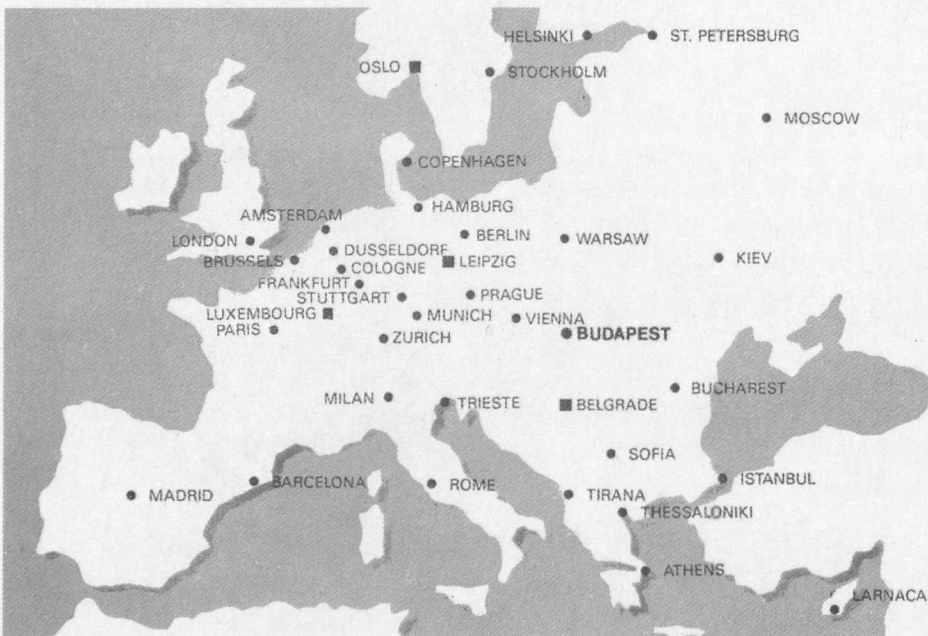 HELSINKI
ST. PETERSBURG
OSLO
STOCKHOLM
MOSCOW
COPENHAGEN
HAMBURG
AMSTERDAM
LONDON
BERLIN
WARSAW
DUSSELDORF
BRUSSELS
COLOGNE
LEIPZIG
KIEV
FRANKFURT
STUTTGART
PRAGUE
LUXEMBOURG
MUNICH
VIENNA
PARIS
ZURICH
BUDAPEST
BUCHAREST
MILAN
TRIESTE
BELGRADE
SOFIA
BARCELONA
ROME
ISTANBUL
MADRID
TIRANA
THESSALONIKI
ATHENS
LARNACA